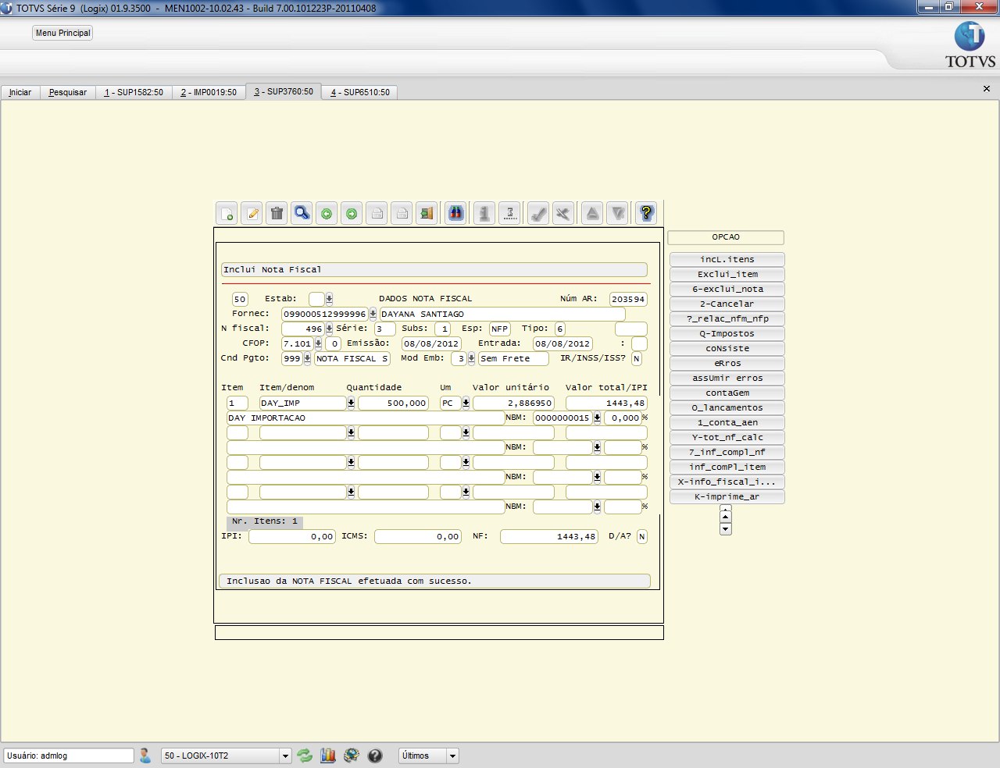 TOTVS Série 9  (Logix) 01.9.3500  -  MEN1002-10.02.43 - Build 7.00.101223P-20110408
Menu Principal
TOTVS
Iniciar
Pesquisar
1 - SUP1582:50
2 - IMP0019:50
3 - SUP3760:50
4 - SUP6510:50
OPCAO
incL.itens
Exclui_item
6-exclui_nota
2-Cancelar
?_relac_nfm_nfp
Q-Impostos
coNsiste
eRros
assUmir erros
contaGem
O_lancamentos
1_conta_aen
Y-tot_nf_calc
7_inf_compl_nf
inf_comPl_item
X-info_fiscal_i...
K-imprime_ar
Inclui Nota Fiscal
50 Estab: DADOS NOTA FISCAL Núm AR: 203594
Fornec: 099000512999996 DAYANA SANTIAGO
N fiscal: 496 Série: 3 Subs: 1 Esp: NFP Tipo: 6
CFOP: 7.101 0 Emissão: 08/08/2012 Entrada: 08/08/2012 :
Cnd Pgto: 999 NOTA FISCAL S Mod Emb: 3 Sem Frete IR/INSS/ISS? N
Item Item/denom Quantidade Um Valor unitário Valor total/IPI
1 DAY_IMP 500,000 PC 2,886950 1443,48
DAY IMPORTACAO NBM: 0000000015 0,000%
NBM: %
NBM: %
NBM: %
Nr. Itens: 1
IPI: 0,00 ICMS: 0,00 NF: 1443,48 D/A? N
Inclusao da NOTA FISCAL efetuada com sucesso.
Usuário: admlog
50 - LOGIX-10T2
Últimos